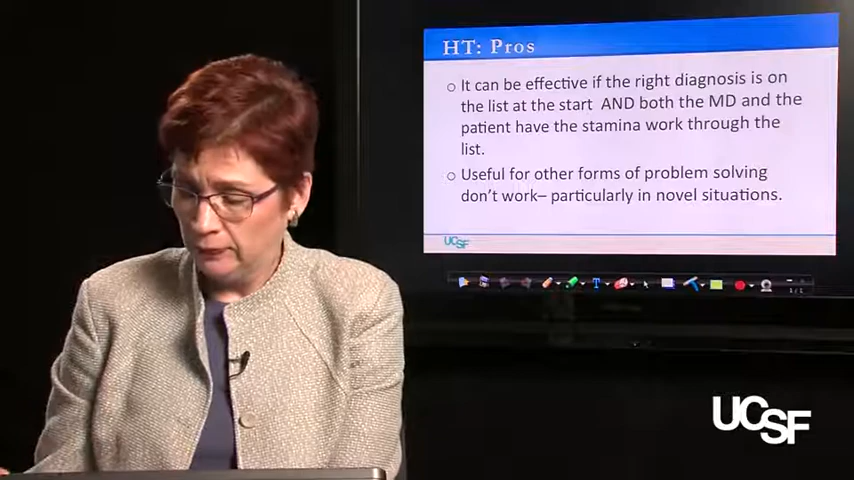 HT: Pros
It can be effective if the right diagnosis is on
the list at the start AND both the MD and the
patient have the stamina work through the
list.
Useful for other forms of problem solving
don't work– particularly in novel situations.
UCSF
1/1
UCSF